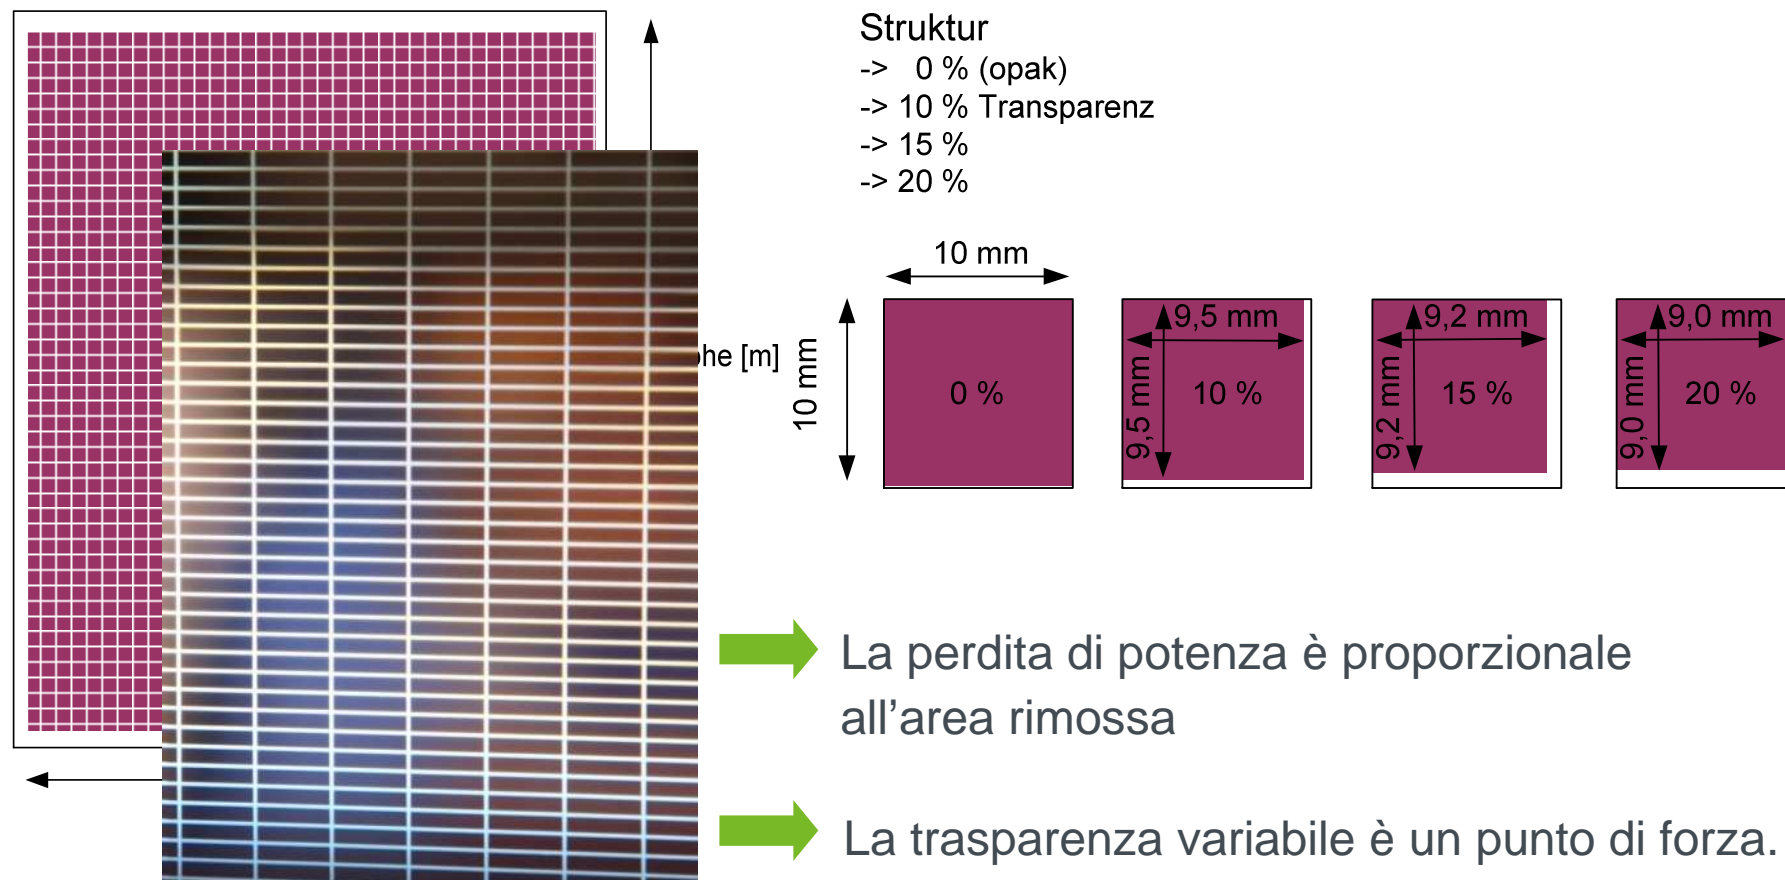 Struktur
-> 0 % (opak)
-> 10 % Transparenz
-> 15 %
-> 20 %
10 mm
10 mm
0 %
9,5 mm
9,5 mm
10 %
9,2 mm
9,2 mm
15 %
9,0 mm
9,0 mm
20 %
he [m]
La perdita di potenza è proporzionale
all’area rimossa
La trasparenza variabile è un punto di forza.